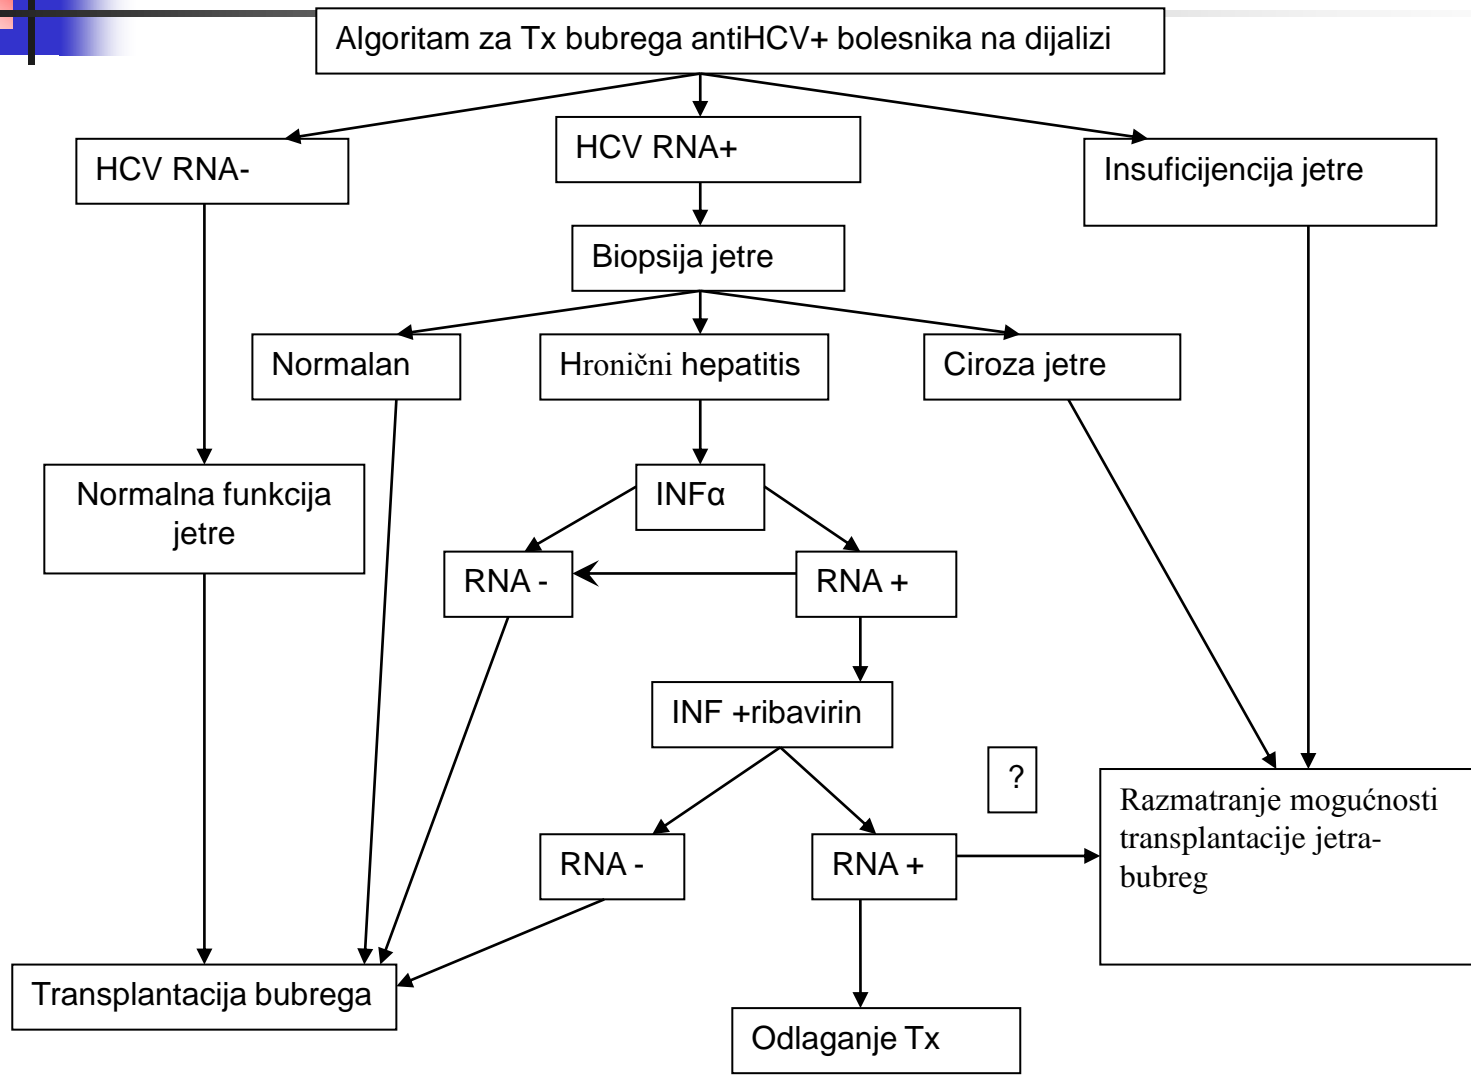 Algoritam za Tx bubrega antiHCV+ bolesnika na dijalizi
HCV RNA-
HCV RNA+
Insuficijencija jetre
Biopsija jetre
Normalan
Hronični hepatitis
Ciroza jetre
Normalna funkcija
jetre
INFα
RNA -
RNA +
INF +ribavirin
?
Razmatranje mogućnosti
transplantacije jetra-
bubreg
RNA -
RNA +
Transplantacija bubrega
Odlaganje Tx